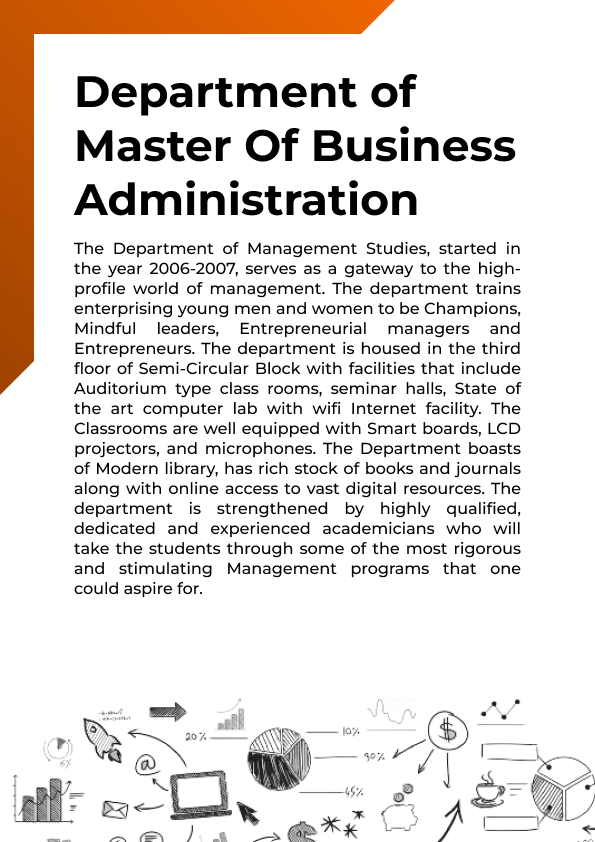 Department of
Master Of Business
Administration
The Department of Management Studies, started in
the year 2006-2007, serves as a gateway to the high-
profile world of management. The department trains
enterprising young men and women to be Champions,
Mindful leaders, Entrepreneurial managers and
Entrepreneurs. The department is housed in the third
floor of Semi-Circular Block with facilities that include
Auditorium type class rooms, seminar halls, State of
the art computer lab with wifi Internet facility. The
Classrooms are well equipped with Smart boards, LCD
projectors, and microphones. The Department boasts
of Modern library, has rich stock of books and journals
along with online access to vast digital resources. The
department is strengthened by highly qualified,
dedicated and experienced academicians who will
take the students through some of the most rigorous
and stimulating Management programs that one
could aspire for.
20%
10%
30%
45%
@
$
$